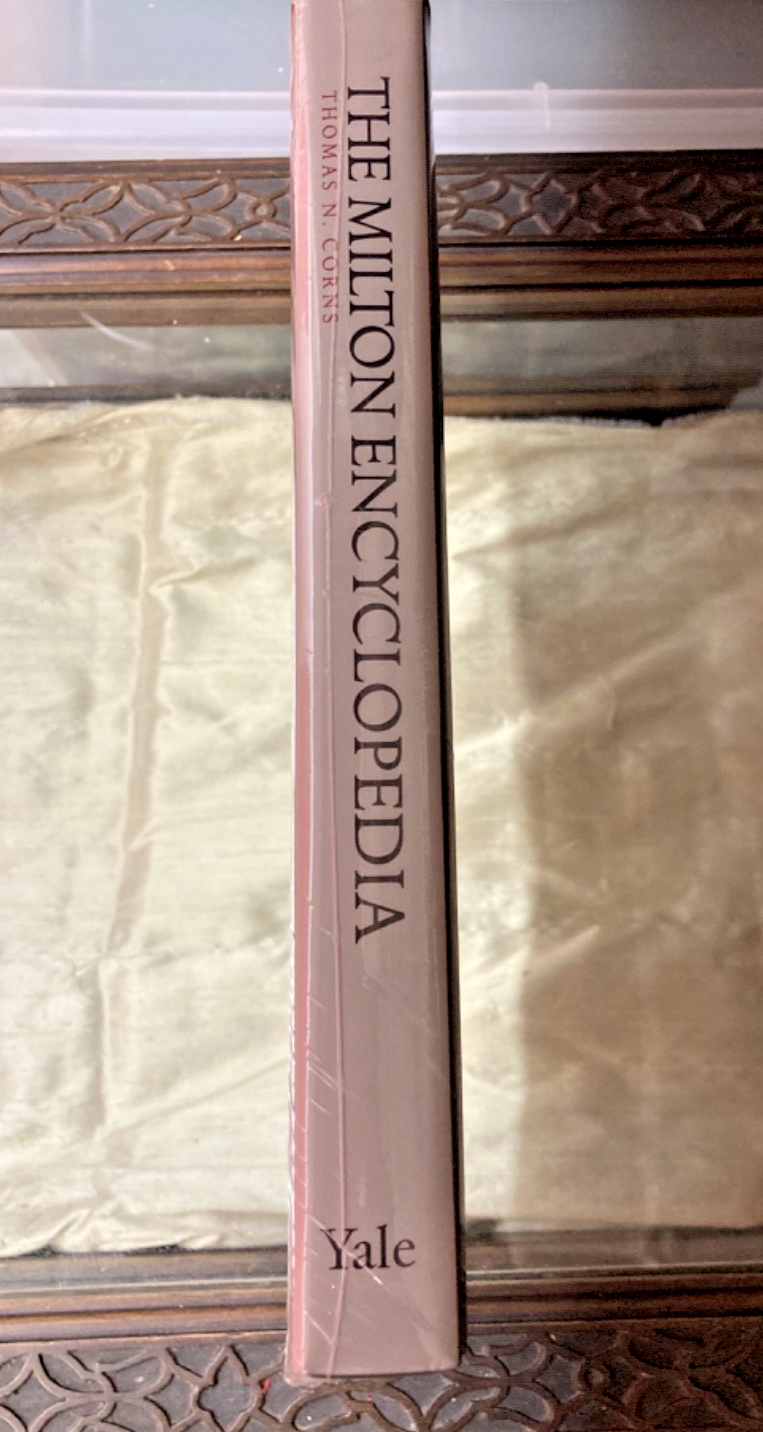 THE MILTON ENCYCLOPEDIA
THOMAS N. CORNS
Yale